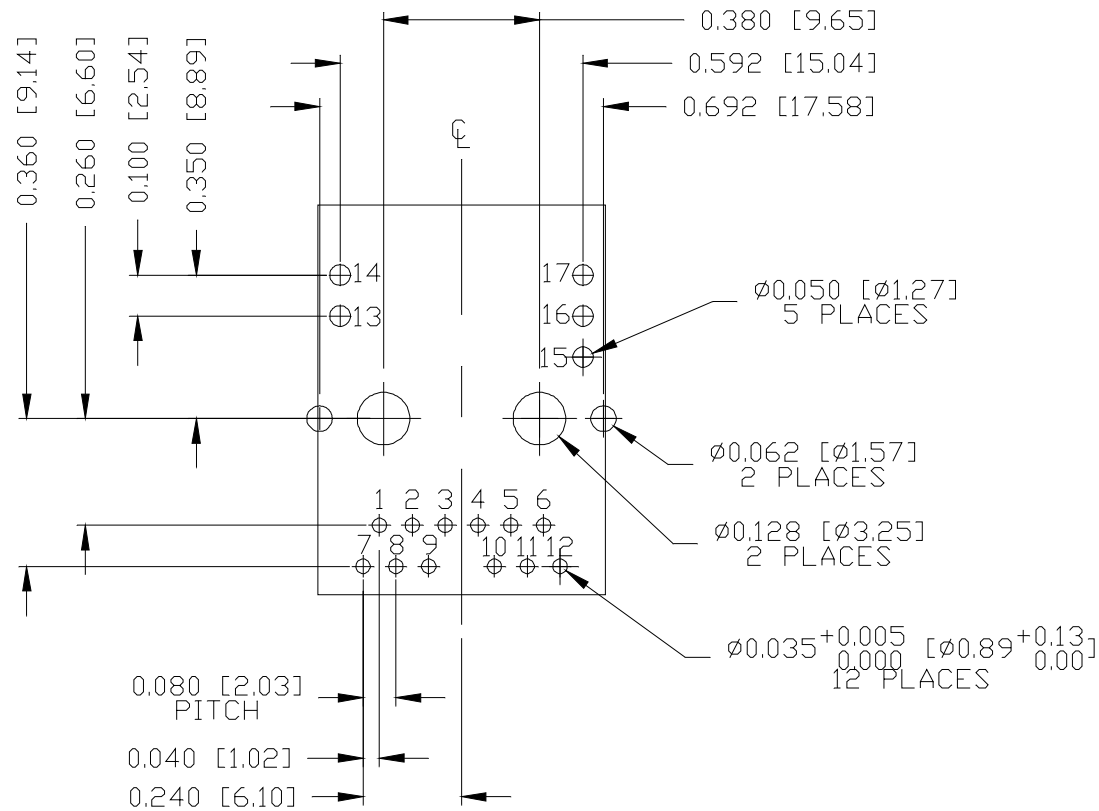 0.380 [9.65]
0.592 [15.04]
0.692 [17.58]
0.360 [9.14]
0.260 [6.60]
0.100 [2.54]
0.350 [8.89]
℄
14
13
17
16
15
Ø0.050 [Ø1.27]
5 PLACES
Ø0.062 [Ø1.57]
2 PLACES
Ø0.128 [Ø3.25]
2 PLACES
1 2 3 4 5 6
7 8 9 10 11 12
Ø0.035 +0.005 0.000 [Ø0.89 +0.13 0.00]
12 PLACES
0.080 [2.03]
PITCH
0.040 [1.02]
0.240 [6.10]